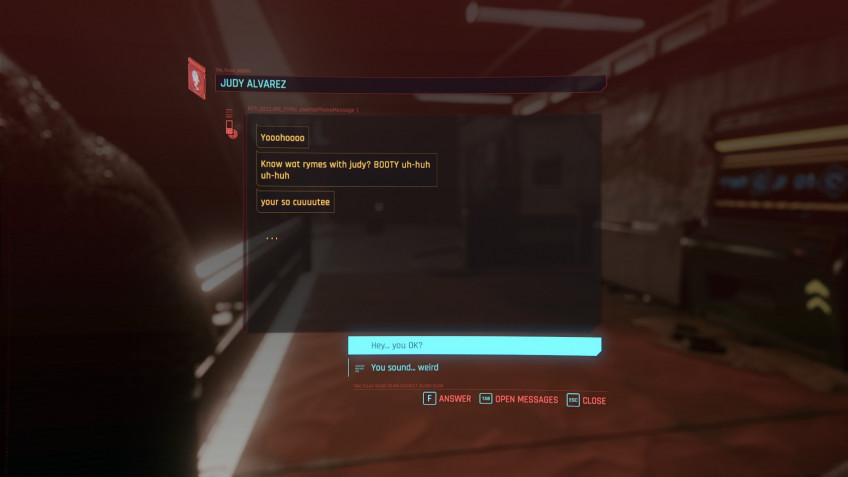 JUDY ALVAREZ
Yooohoooo
Know wat rymes with judy? BOOTY uh-huh
uh-huh
your so cuuuutee
...
Hey... you OK?
You sound... weird
F ANSWER TAB OPEN MESSAGES ESC CLOSE